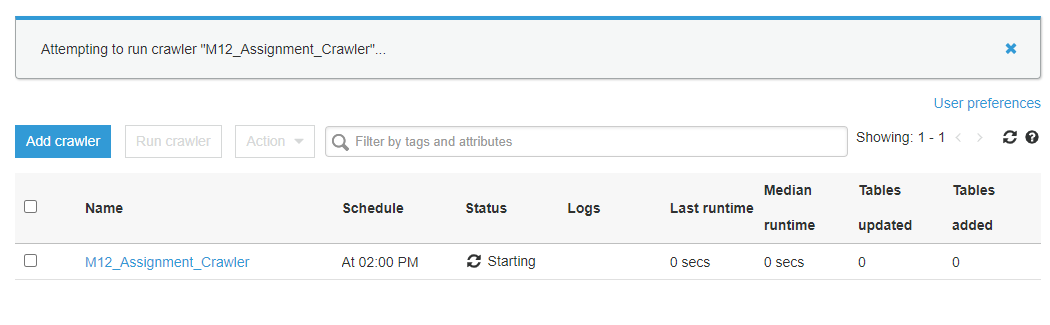 Attempting to run crawler "M12_Assignment_Crawler"...
User preferences
Add crawler Run crawler Action Filter by tags and attributes Showing: 1 - 1
Name Schedule Status Logs Last runtime Median runtime Tables updated Tables added
M12_Assignment_Crawler At 02:00 PM Starting 0 secs 0 secs 0 0